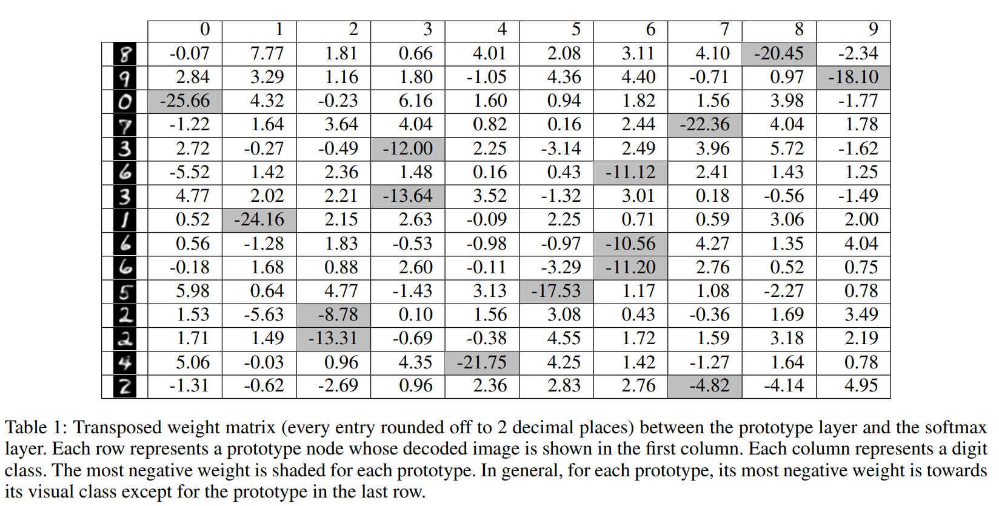 0 1 2 3 4 5 6 7 8 9
8 -0.07 7.77 1.81 0.66 4.01 2.08 3.11 4.10 -20.45 -2.34
9 2.84 3.29 1.16 1.80 -1.05 4.36 4.40 -0.71 0.97 -18.10
0 -25.66 4.32 -0.23 6.16 1.60 0.94 1.82 1.56 3.98 -1.77
7 -1.22 1.64 3.64 4.04 0.82 0.16 2.44 -22.36 4.04 1.78
3 2.72 -0.27 -0.49 -12.00 2.25 -3.14 2.49 3.96 5.72 -1.62
6 -5.52 1.42 2.36 1.48 0.16 0.43 -11.12 2.41 1.43 1.25
3 4.77 2.02 2.21 -13.64 3.52 -1.32 3.01 0.18 -0.56 -1.49
1 0.52 -24.16 2.15 2.63 -0.09 2.25 0.71 0.59 3.06 2.00
6 0.56 -1.28 1.83 -0.53 -0.98 -0.97 -10.56 4.27 1.35 4.04
6 -0.18 1.68 0.88 2.60 -0.11 -3.29 -11.20 2.76 0.52 0.75
5 5.98 0.64 4.77 -1.43 3.13 -17.53 1.17 1.08 -2.27 0.78
2 1.53 -5.63 -8.78 0.10 1.56 3.08 0.43 -0.36 1.69 3.49
2 1.71 1.49 -13.31 -0.69 -0.38 4.55 1.72 1.59 3.18 2.19
4 5.06 -0.03 0.96 4.35 -21.75 4.25 1.42 -1.27 1.64 0.78
2 -1.31 -0.62 -2.69 0.96 2.36 2.83 2.76 -4.82 -4.14 4.95
Table 1: Transposed weight matrix (every entry rounded off to 2 decimal places) between the prototype layer and the softmax
layer. Each row represents a prototype node whose decoded image is shown in the first column. Each column represents a digit
class. The most negative weight is shaded for each prototype. In general, for each prototype, its most negative weight is towards
its visual class except for the prototype in the last row.